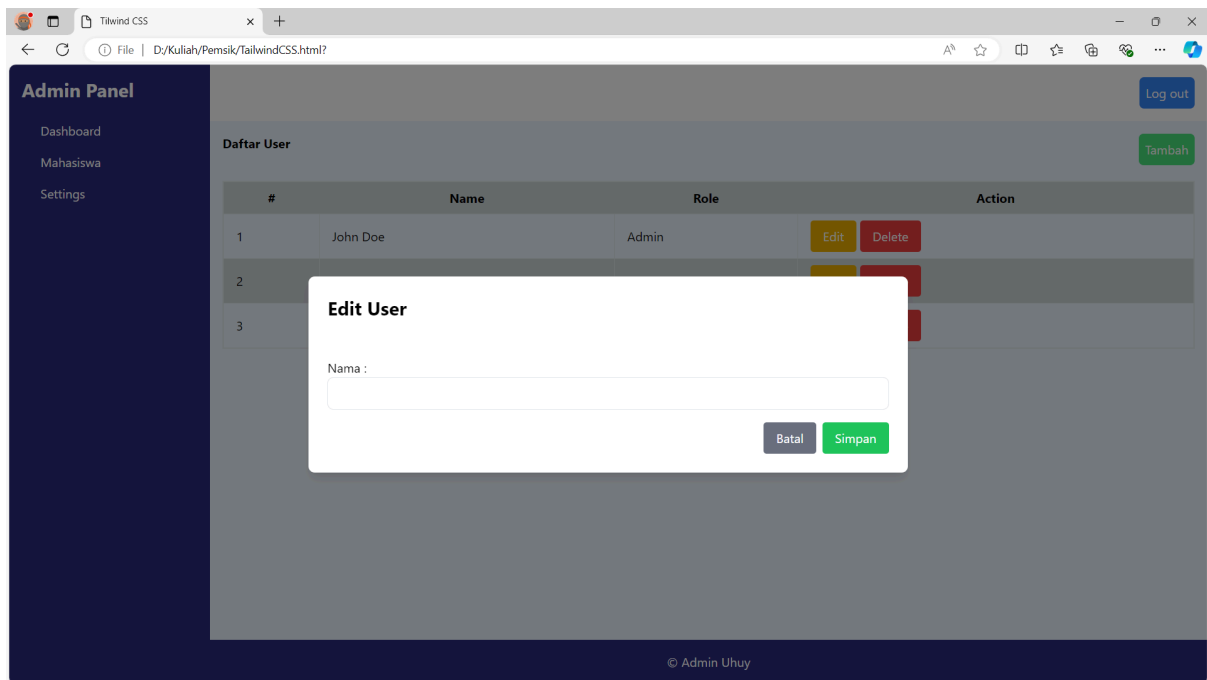 Tilwind CSS
File | D:/Kuliah/Pemsik/TailwindCSS.html?
Admin Panel
Log out
Dashboard
Mahasiswa
Settings
Daftar User
Tambah
# Name Role Action
1 John Doe Admin Edit Delete
2
3
Edit User
Nama :
Batal Simpan
© Admin Uhuy